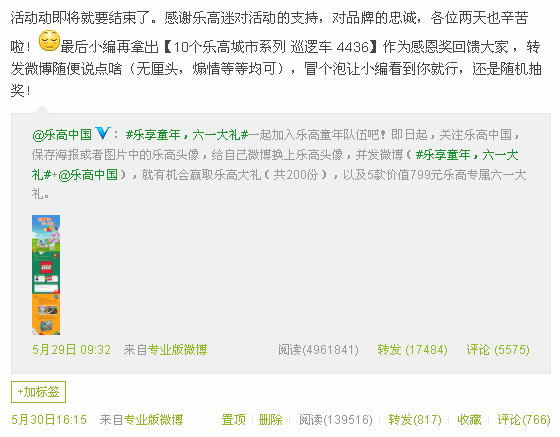 活动动即将就要结束了。感谢乐高迷对活动的支持，对品牌的忠诚，各位两天也辛苦
啦！最后小编再拿出【10个乐高城市系列 巡逻车 4436】作为感恩奖回馈大家 ，转
发微博随便说点啥（无厘头，煽情等等均可），冒个泡让小编看到你就行，还是随机抽
奖！
@乐高中国 ：#乐享童年，六一大礼#一起加入乐高童年队伍吧！即日起，关注乐高中国，
保存海报或者图片中的乐高头像，给自己微博换上乐高头像，并发微博（#乐享童年，六一大
礼#+@乐高中国），就有机会赢取乐高大礼（共200份），以及5款价值799元乐高专属六一大
礼。
LEGO
5月29日 09:32 来自专业版微博 阅读(4961841) 转发 (17484) 评论 (5575)
+加标签
5月30日16:15 来自专业版微博 置顶 删除 阅读(139516) 转发(817) 收藏 评论(766)